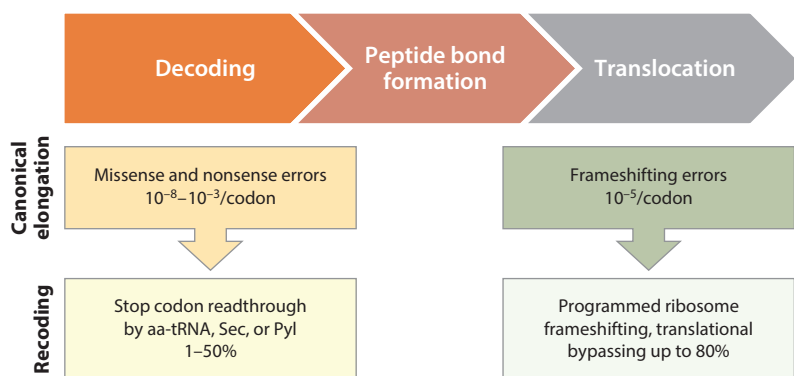 Decoding
Peptide bond
formation
Translocation
Canonical
elongation
Missense and nonsense errors
10⁻⁸–10⁻³/codon
Frameshifting errors
10⁻⁵/codon
Recoding
Stop codon readthrough
by aa-tRNA, Sec, or Pyl
1–50%
Programmed ribosome
frameshifting, translational
bypassing up to 80%